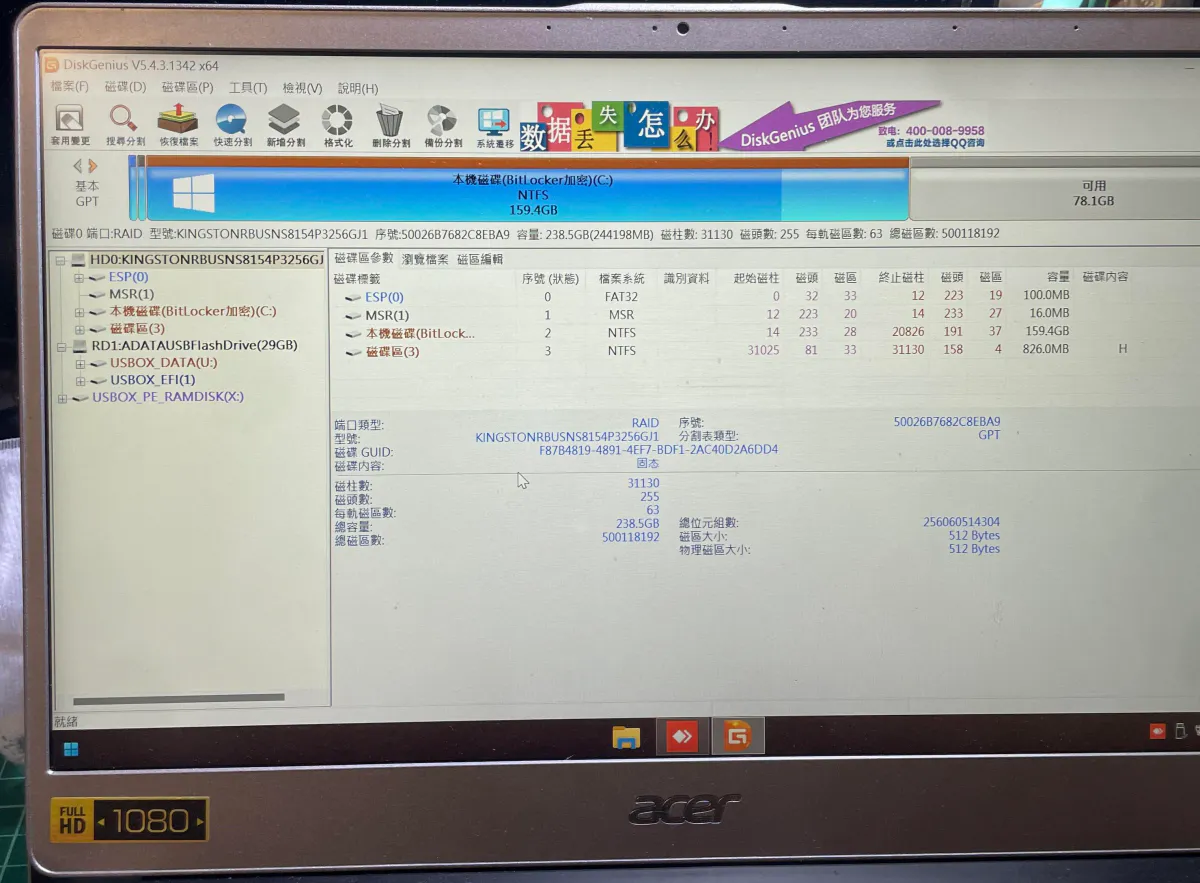 DiskGenius V5.4.3.1342 x64
檔案(F) 磁碟(D) 磁碟區(P) 工具(T) 檢視(V) 說明(H)
套用變更 搜尋分割 恢復檔案 快速分割 新增分割 格式化 刪除分割 備份分割 系統遷移
数据丢失怎么办!
DiskGenius 团队为您服务
致电: 400-008-9958
或点击此处选择QQ咨询
基本
GPT
本機磁碟(BitLocker加密)(C:)
NTFS
159.4GB
可用
78.1GB
磁碟0 端口:RAID 型號:KINGSTONRBUSNS8154P3256GJ1 序號:50026B7682C8EBA9 容量: 238.5GB(244198MB) 磁柱數: 31130 磁頭數: 255 每軌磁區數: 63 總磁區數: 500118192
HD0:KINGSTONRBUSNS8154P3256GJ
ESP(0)
MSR(1)
本機磁碟(BitLocker加密)(C:)
磁碟區(3)
RD1:ADATAUSBFlashDrive(29GB)
USBOX_DATA(U:)
USBOX_EFI(1)
USBOX_PE_RAMDISK(X:)
磁碟區參數 瀏覽檔案 磁區編輯
磁碟標籤 序號 (狀態) 檔案系統 識別資料 起始磁柱 磁頭 磁區 終止磁柱 磁頭 磁區 容量 磁碟內容
ESP(0) 0 FAT32 0 32 33 12 223 19 100.0MB
MSR(1) 1 MSR 12 223 20 14 233 27 16.0MB
本機磁碟(BitLock... 2 NTFS 14 233 28 20826 191 37 159.4GB
磁碟區(3) 3 NTFS 31025 81 33 31130 158 4 826.0MB H
端口類型: RAID 序號: 50026B7682C8EBA9
型號: KINGSTONRBUSNS8154P3256GJ1 分割表類型: GPT
磁碟 GUID: F87B4819-4891-4EF7-BDF1-2AC40D2A6DD4
磁碟內容: 固态
磁柱數: 31130
磁頭數: 255
每軌磁區數: 63
總容量: 238.5GB 總位元組數: 256060514304
總磁區數: 500118192 磁區大小: 512 Bytes
物理磁區大小: 512 Bytes
就緒
FULL HD 1080
acer